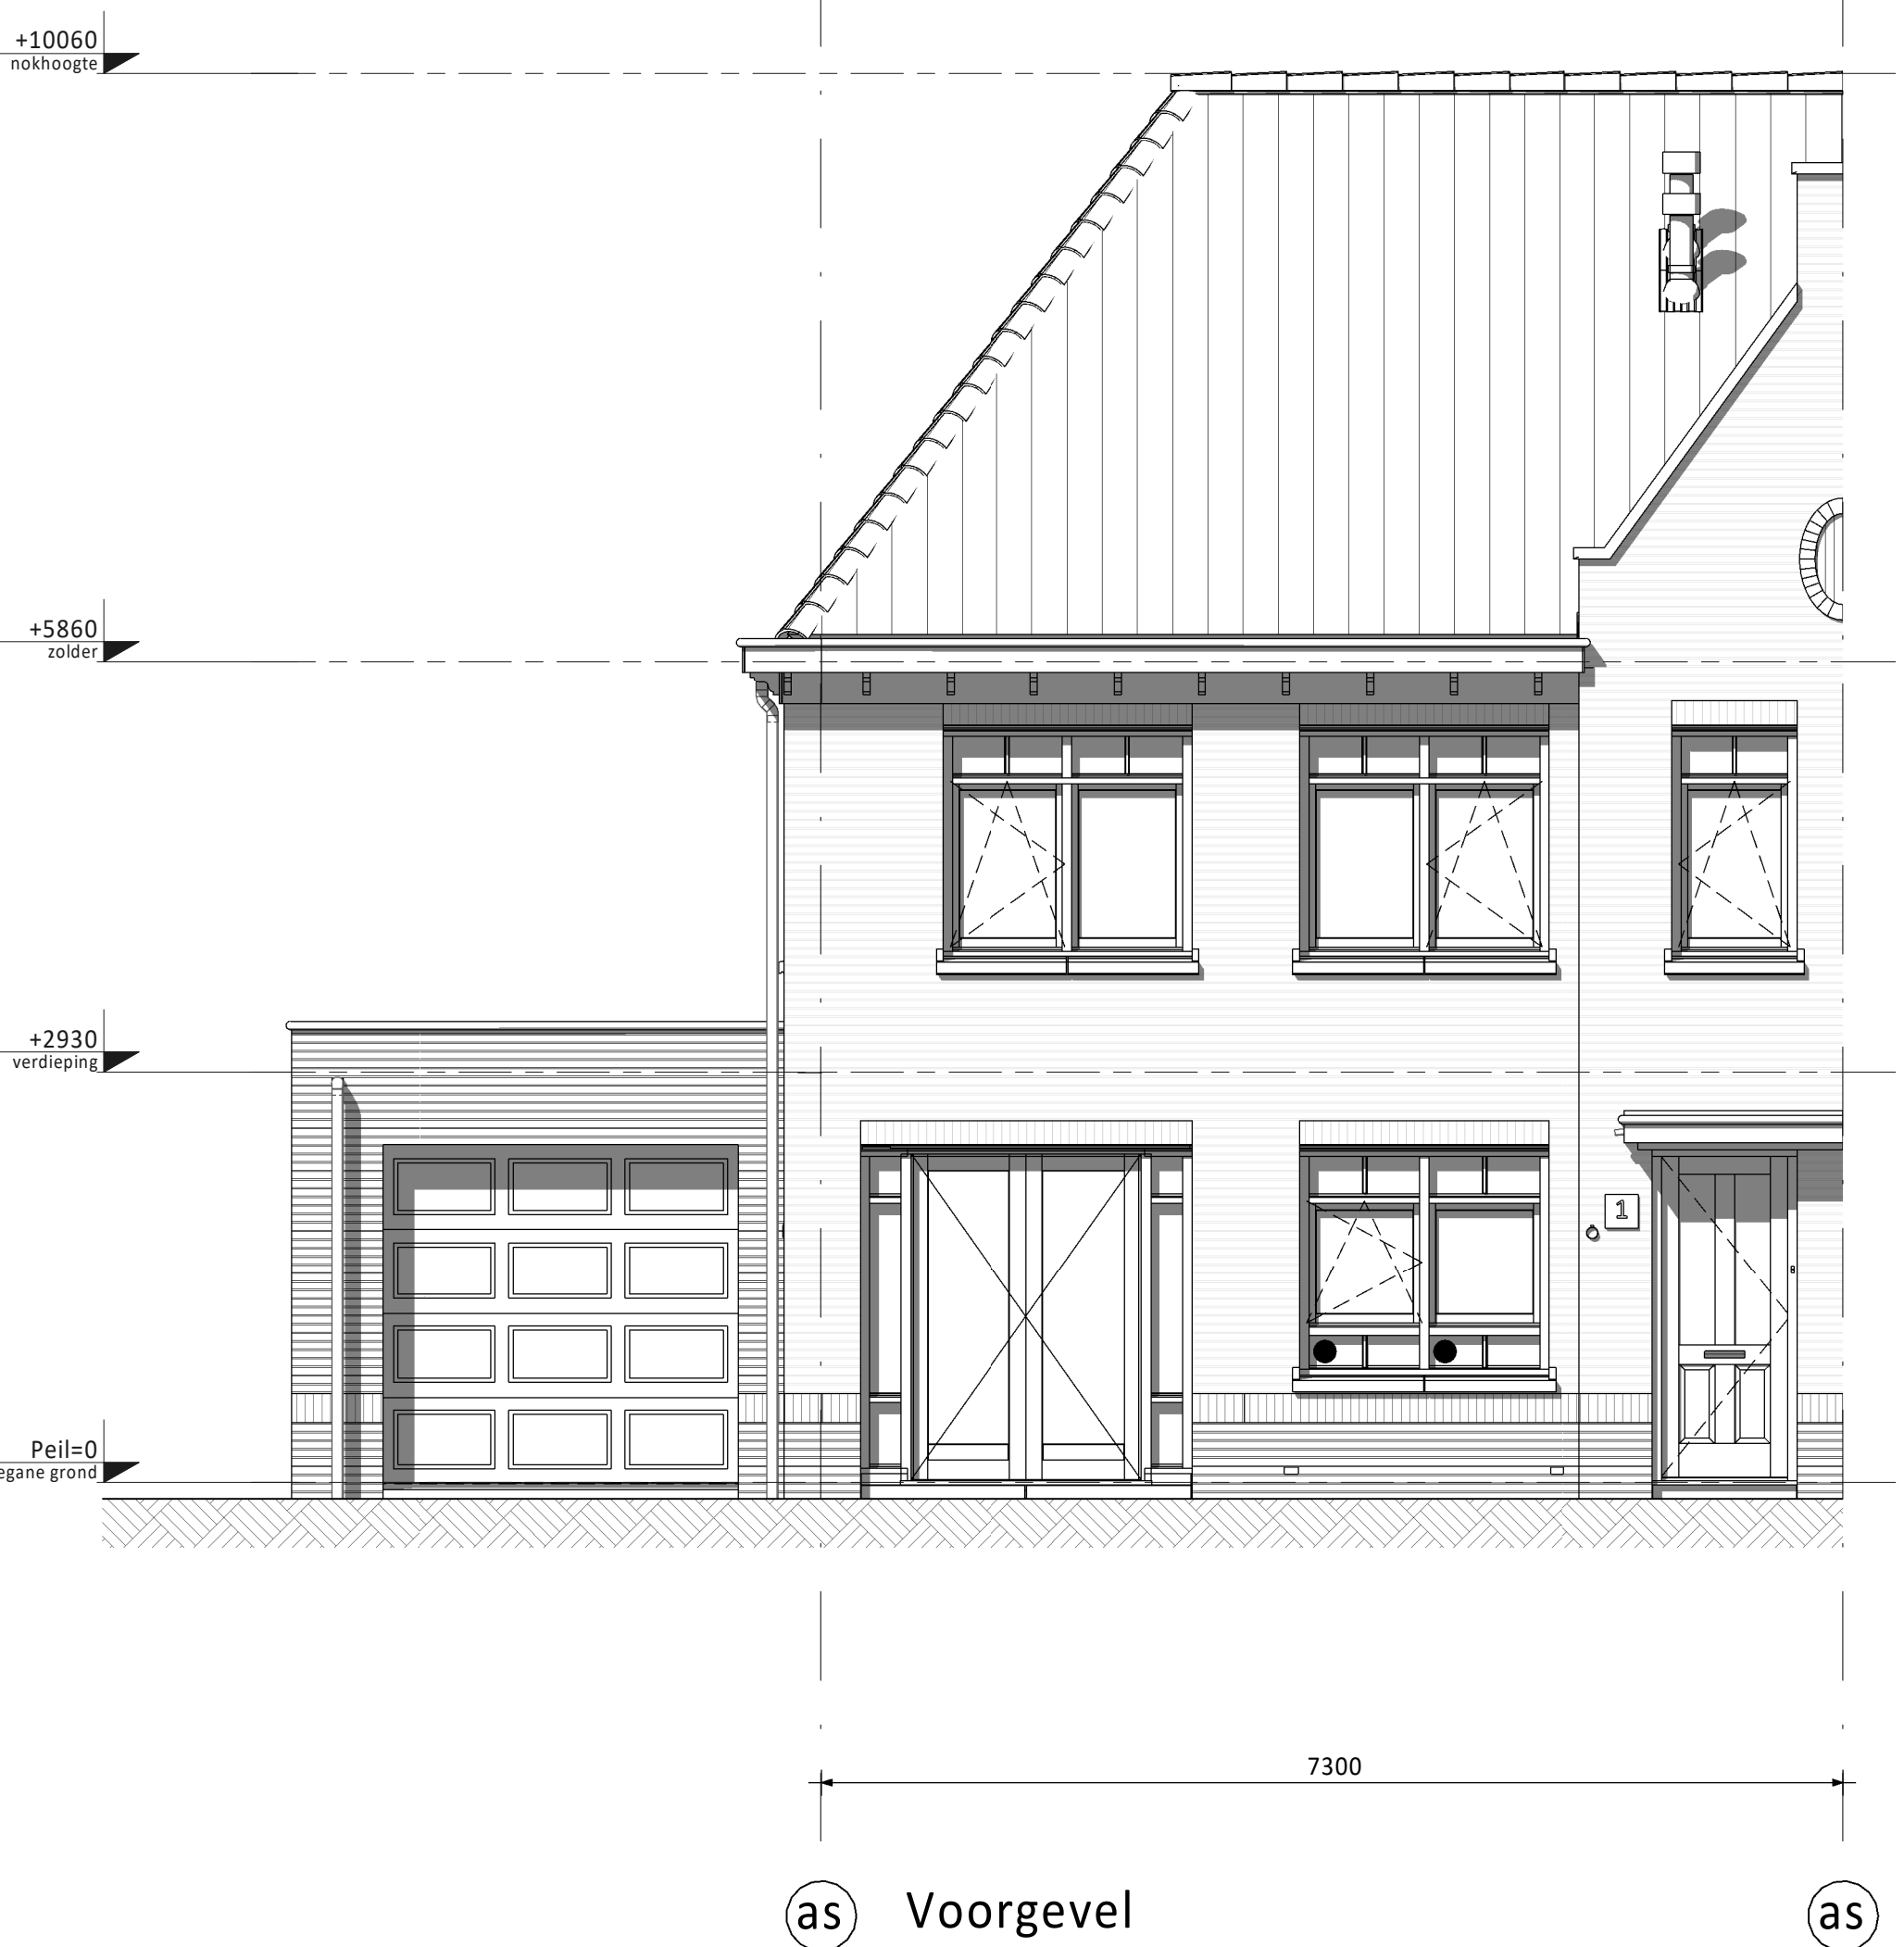 +10060
nokhoogte
+5860
zolder
+2930
verdieping
1
Peil=0
egane grond
7300
as Voorgevel as